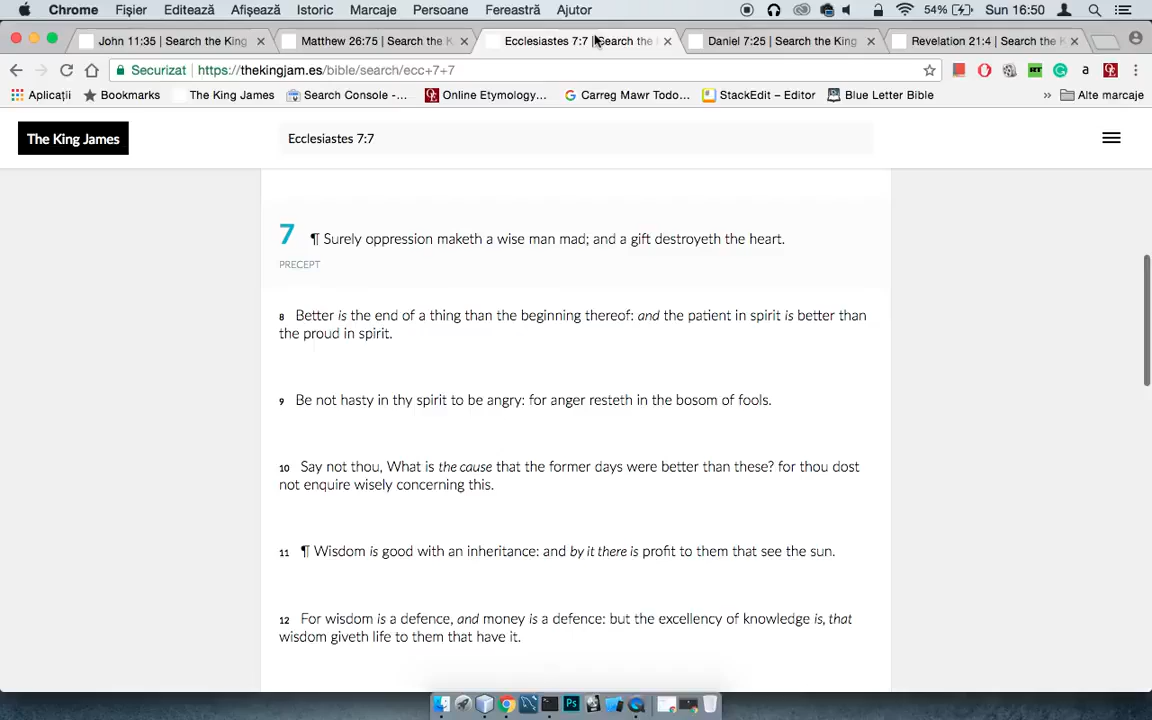 Chrome Fișier Editează Afișează Istoric Marcaje Persoane Fereastră Ajutor 54% Sun 16:50
John 11:35 | Search the King Matthew 26:75 | Search the K Ecclesiastes 7:7 | Search the Daniel 7:25 | Search the King Revelation 21:4 | Search the K
Securizat https://thekingjam.es/bible/search/ecc+7+7
Aplicații Bookmarks The King James Search Console -... Online Etymology... Carreg Mawr Todo... StackEdit – Editor Blue Letter Bible » Alte marcaje
The King James Ecclesiastes 7:7
7 ¶ Surely oppression maketh a wise man mad; and a gift destroyeth the heart.
PRECEPT
8 Better is the end of a thing than the beginning thereof: and the patient in spirit is better than
the proud in spirit.
9 Be not hasty in thy spirit to be angry: for anger resteth in the bosom of fools.
10 Say not thou, What is the cause that the former days were better than these? for thou dost
not enquire wisely concerning this.
11 ¶ Wisdom is good with an inheritance: and by it there is profit to them that see the sun.
12 For wisdom is a defence, and money is a defence: but the excellency of knowledge is, that
wisdom giveth life to them that have it.
Ps